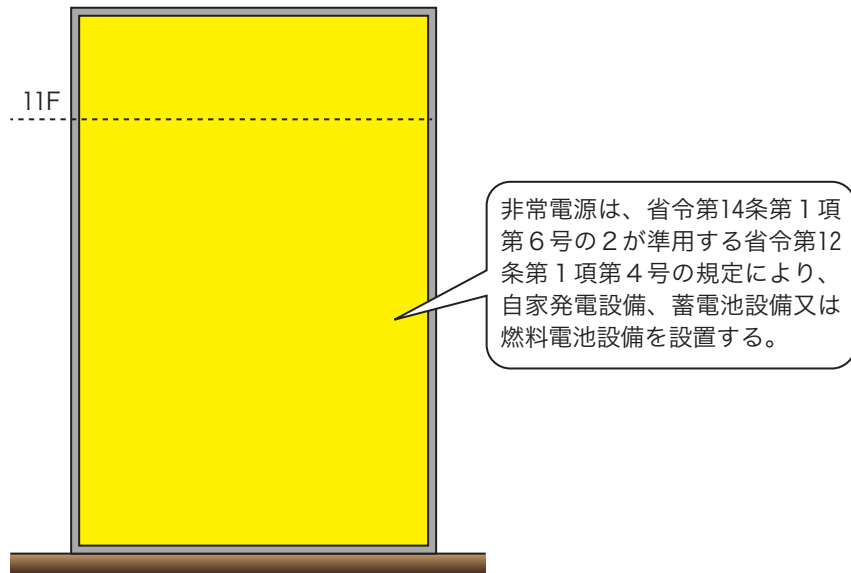 11F
非常電源は、省令第14条第１項
第６号の２が準用する省令第12
条第１項第４号の規定により、
自家発電設備、蓄電池設備又は
燃料電池設備を設置する。